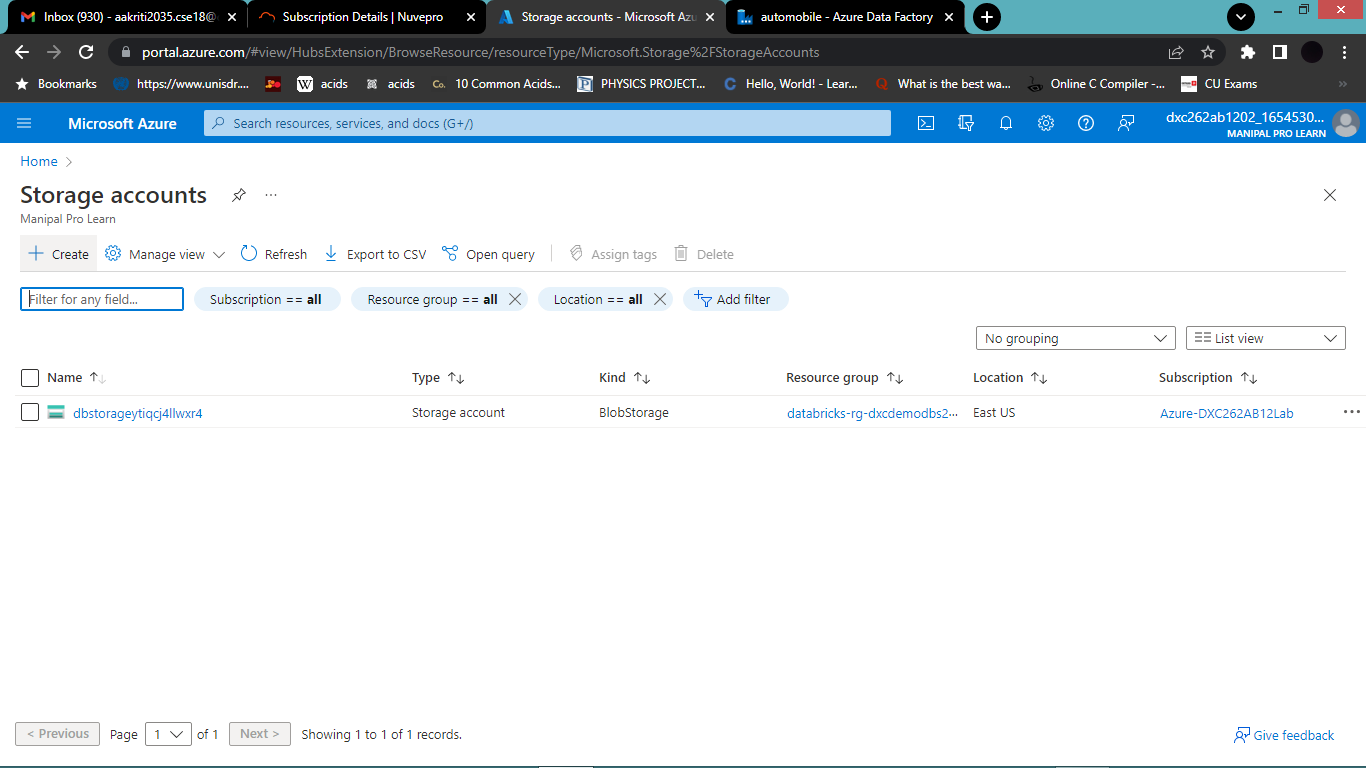 Inbox (930) - aakriti2035.cse18@
Subscription Details | Nuvepro
Storage accounts - Microsoft Azu
automobile - Azure Data Factory
portal.azure.com/#view/HubsExtension/BrowseResource/resourceType/Microsoft.Storage%2FStorageAccounts
Bookmarks
https://www.unisdr....
W acids
acids
Co. 10 Common Acids...
P PHYSICS PROJECT...
C Hello, World! - Lear...
Q What is the best wa...
Online C Compiler -...
CU Exams
»
Microsoft Azure
Search resources, services, and docs (G+/)
dxc262ab1202_1654530...
MANIPAL PRO LEARN
Home >
Storage accounts
...
Manipal Pro Learn
+ Create
Manage view
Refresh
Export to CSV
Open query
Assign tags
Delete
Filter for any field...
Subscription == all
Resource group == all
Location == all
Add filter
No grouping
List view
Name
Type
Kind
Resource group
Location
Subscription
dbstorageytiqcj4llwxr4
Storage account
BlobStorage
databricks-rg-dxcdemodbs2...
East US
Azure-DXC262AB12Lab
...
< Previous
Page 1 of 1
Next >
Showing 1 to 1 of 1 records.
Give feedback